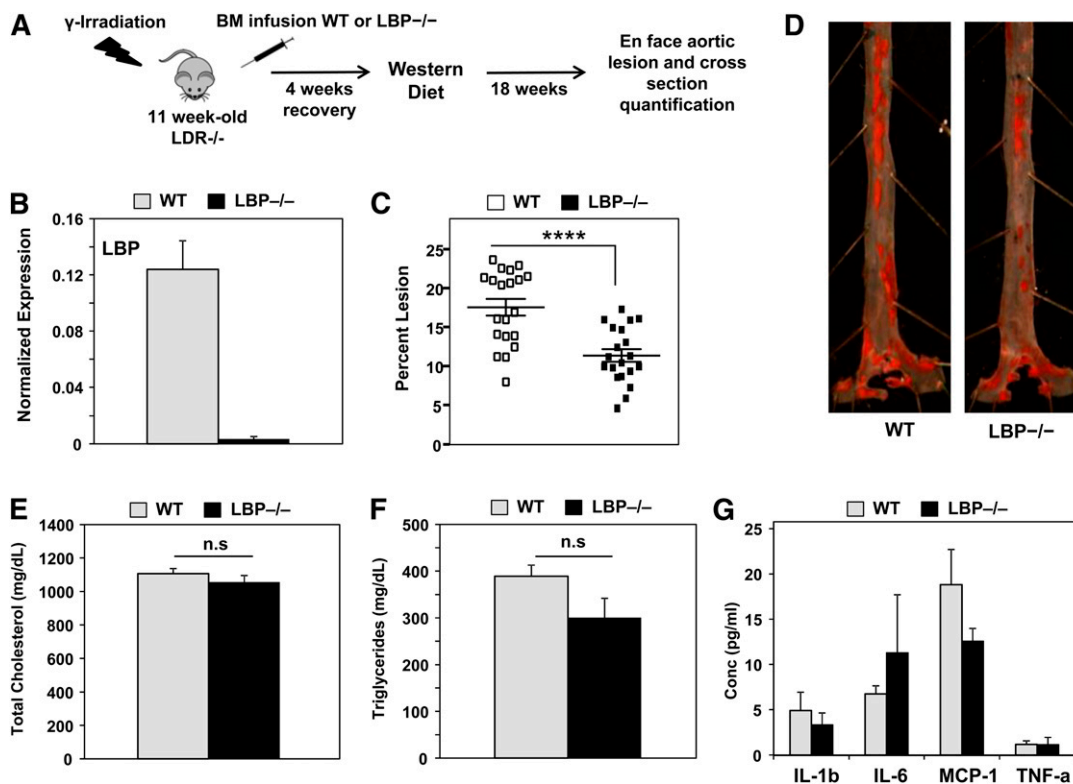 A
γ-Irradiation
BM infusion WT or LBP−/−
11 week-old
LDR-/-
4 weeks
recovery
Western
Diet
18 weeks
En face aortic
lesion and cross
section
quantification
B
WT LBP−/−
LBP
Normalized Expression
0.16
0.12
0.08
0.04
0
C
WT LBP−/−
****
Percent Lesion
25
20
15
10
5
0
D
WT LBP−/−
E
WT LBP−/−
n.s
Total Cholesterol (mg/dL)
1400
1200
1000
800
600
400
200
0
F
WT LBP−/−
n.s
Triglycerides (mg/dL)
500
400
300
200
100
0
G
WT LBP−/−
Conc (pg/ml)
25
20
15
10
5
0
IL-1b IL-6 MCP-1 TNF-a